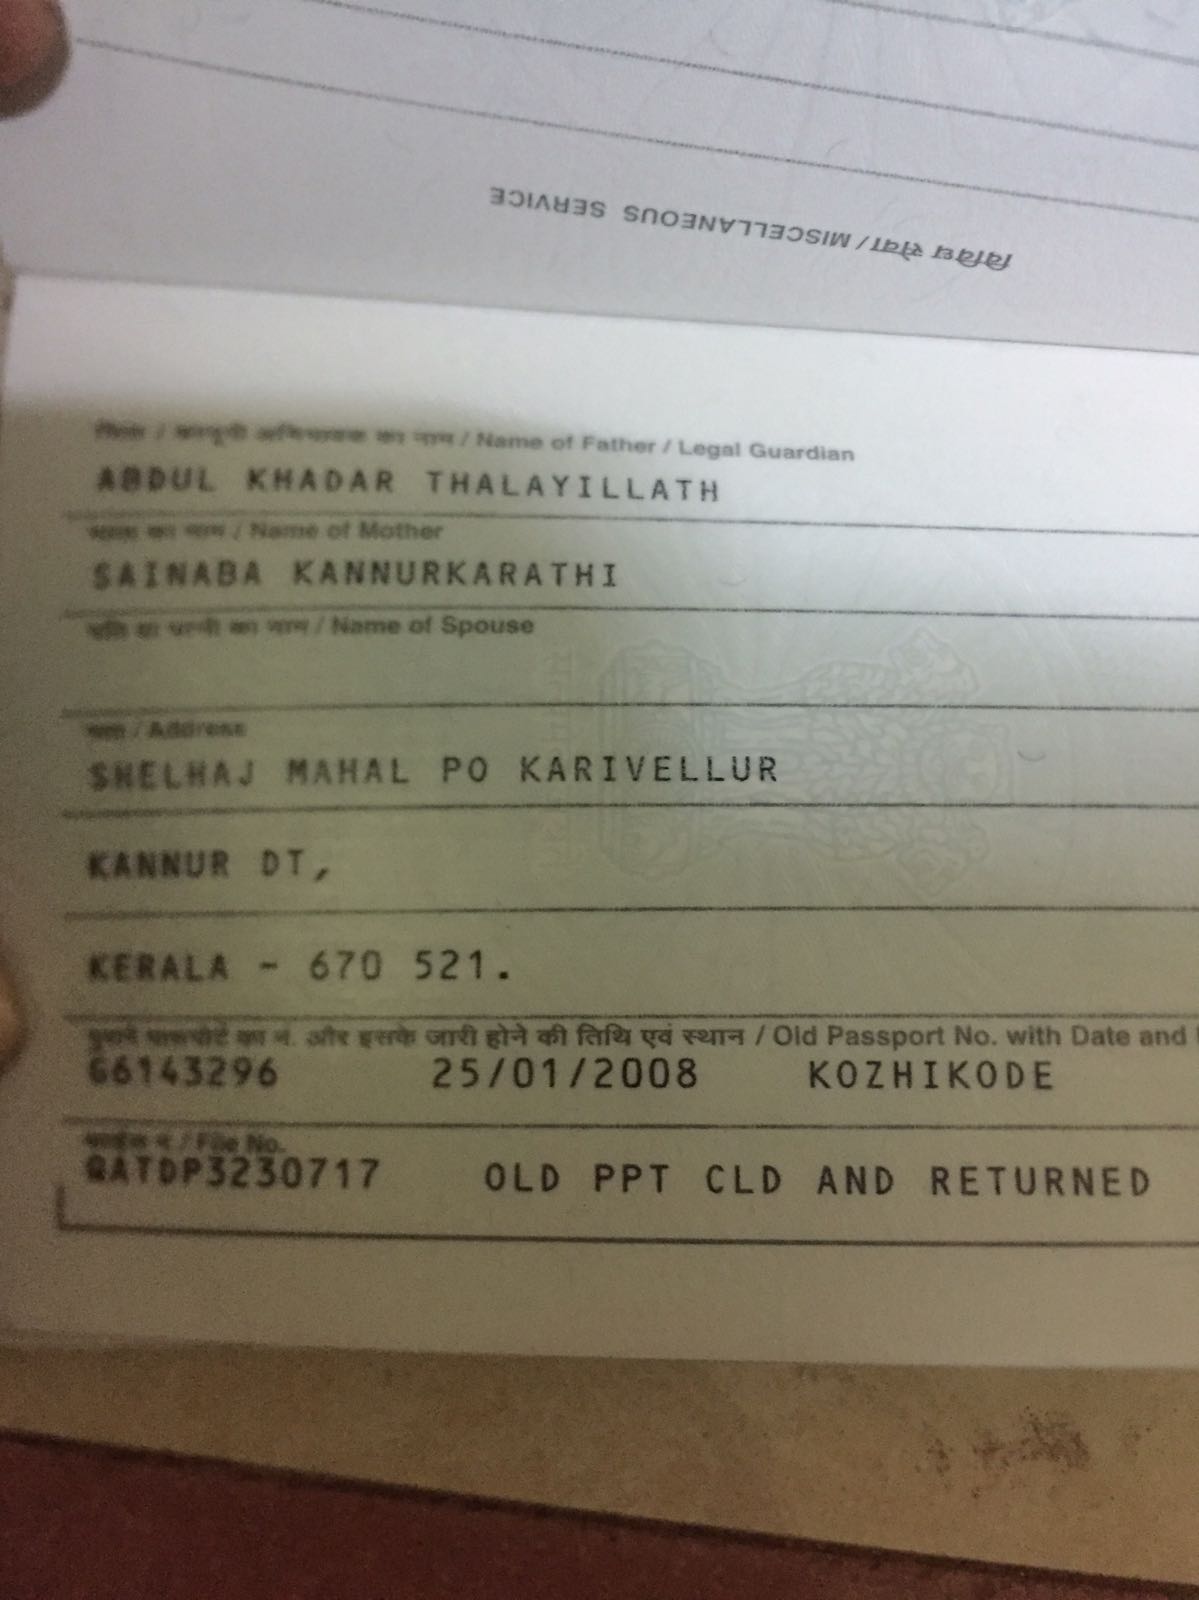 विविध सेवा / MISCELLANEOUS SERVICE
पिता / कानूनी अभिभावक का नाम / Name of Father / Legal Guardian
ABDUL KHADAR THALAYILLATH
माता का नाम / Name of Mother
SAINABA KANNURKARATHI
पति या पत्नी का नाम / Name of Spouse
पता / Address
SHELHAJ MAHAL PO KARIVELLUR
KANNUR DT,
KERALA - 670 521.
पुराने पासपोर्ट का नं. और इसके जारी होने की तिथि एवं स्थान / Old Passport No. with Date and
G6143296 25/01/2008 KOZHIKODE
फाईल नं / File No.
QATDP3230717 OLD PPT CLD AND RETURNED